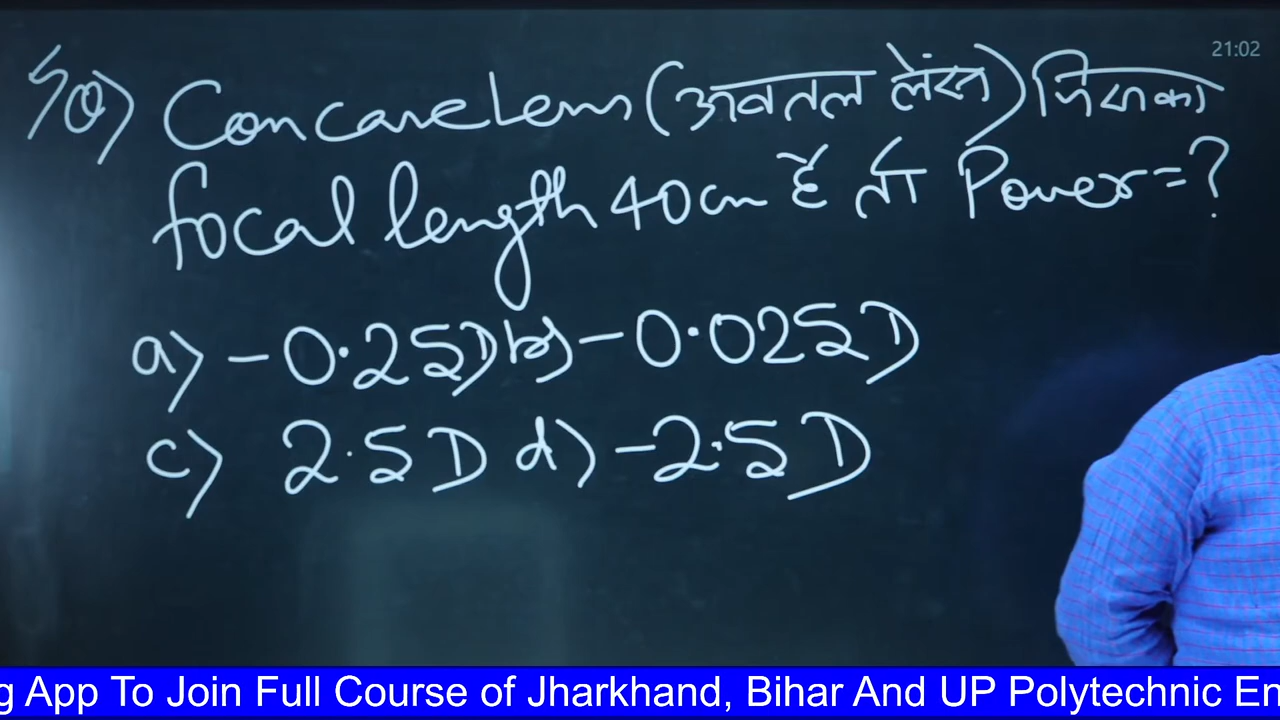 21:02
Q) Concave Lens (अवतल लेंस) जिसका
focal length 40cm है तो Power=?
a) -0.25D b) -0.025D
c) 2.5D d) -2.5D
g App To Join Full Course of Jharkhand, Bihar And UP Polytechnic En